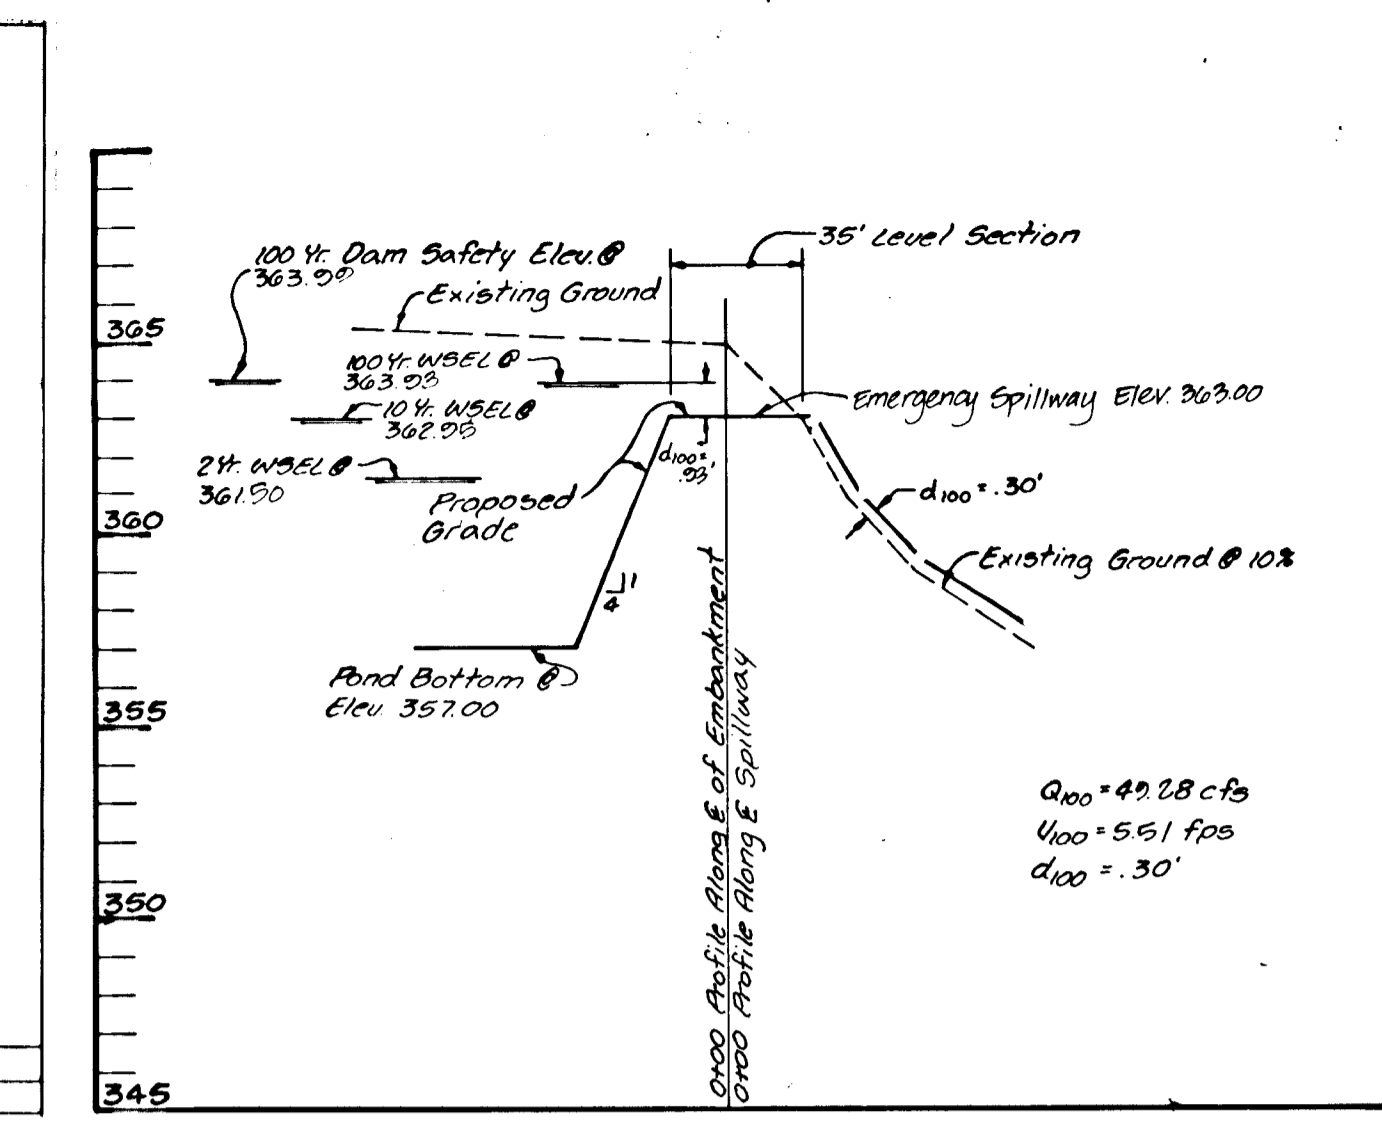 100 Yr. Dam Safety Elev. @
363.99
Existing Ground
35' Level Section
365
100 Yr. WSEL @
363.93
10 Yr. WSEL @
362.95
Emergency Spillway Elev. 363.00
2 Yr. WSEL @
361.50
d100 =
.93'
Proposed
Grade
d100 = .30'
360
Existing Ground @ 10%
1
4
Pond Bottom @
Elev. 357.00
355
0+00 Profile Along ℄ of Embankment
0+00 Profile Along ℄ Spillway
Q100 = 49.28 cfs
V100 = 5.51 fps
d100 = .30'
350
345